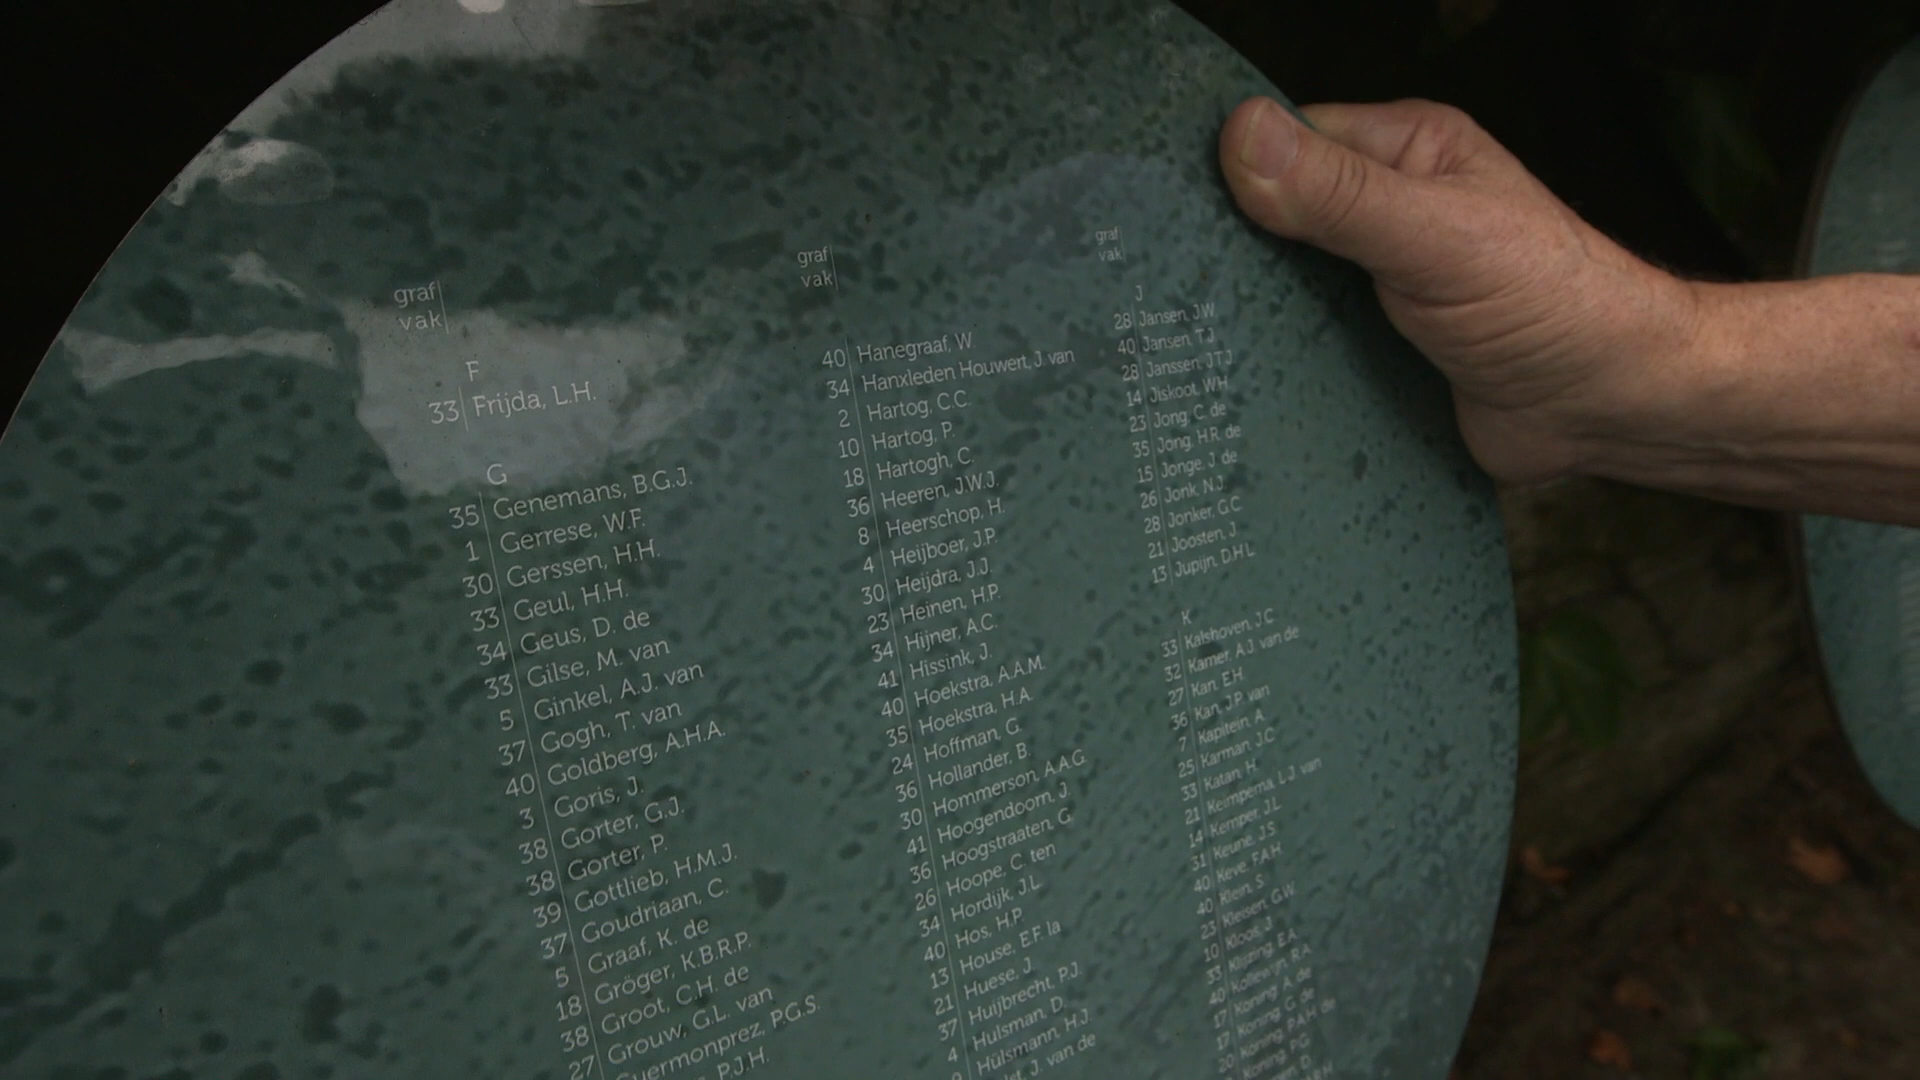 graf
vak
F
33 Frijda, L.H.
G
35 Genemans, B.G.J.
1 Gerrese, W.F.
30 Gerssen, H.H.
33 Geul, H.H.
34 Geus, D. de
33 Gilse, M. van
5 Ginkel, A.J. van
37 Gogh, T. van
40 Goldberg, A.H.A.
3 Goris, J.
38 Gorter, G.J.
38 Gorter, P.
39 Gottlieb, H.M.J.
37 Goudriaan, C.
5 Graaf, K. de
18 Gröger, K.B.R.P.
38 Groot, C.H. de
27 Grouw, G.L. van
Guermonprez, P.G.S.
P.J.H.
graf
vak
40 Hanegraaf, W.
34 Hanxleden Houwert, J. van
2 Hartog, C.C.
10 Hartog, P.
18 Hartogh, C.
36 Heeren, J.W.J.
8 Heerschop, H.
4 Heijboer, J.P.
30 Heijdra, J.J.
23 Heinen, H.P.
34 Hijner, A.C.
41 Hissink, J.
40 Hoekstra, A.A.M.
35 Hoekstra, H.A.
24 Hoffman, G.
36 Hollander, B.
30 Hommerson, A.A.G.
41 Hoogendoorn, J.
36 Hoogstraaten, G.
26 Hoope, C. ten
34 Hordijk, J.L.
40 Hos, H.P.
13 House, E.F. la
21 Huese, J.
37 Huijbrecht, P.J.
4 Hulsman, D.
Hulsmann, H.J.
J. van de
graf
vak
J
28 Jansen, J.W.
40 Jansen, T.J.
28 Janssen, J.T.J.
14 Jiskoot, W.H.
23 Jong, C. de
35 Jong, H.R. de
15 Jonge, J. de
26 Jonk, N.J.
28 Jonker, G.C.
21 Joosten, J.
13 Jupijn, D.H.L.
K
33 Kalshoven, J.C.
32 Kamer, A.J. van de
27 Kan, E.H.
36 Kan, J.P. van
7 Kapitein, A.
25 Karman, J.C.
33 Katan, H.
21 Keimpema, L.J. van
14 Kemper, J.L.
31 Keune, J.S.
40 Keve, F.A.H.
40 Klein, S.
23 Kleisen, G.W.
10 Kloos, J.
33 Klijzing, E.A.
40 Kollewijn, R.A.
17 Koning, A. de
17 Koning, G. de
20 Koning, P.A.H. de
Koning, P.G.